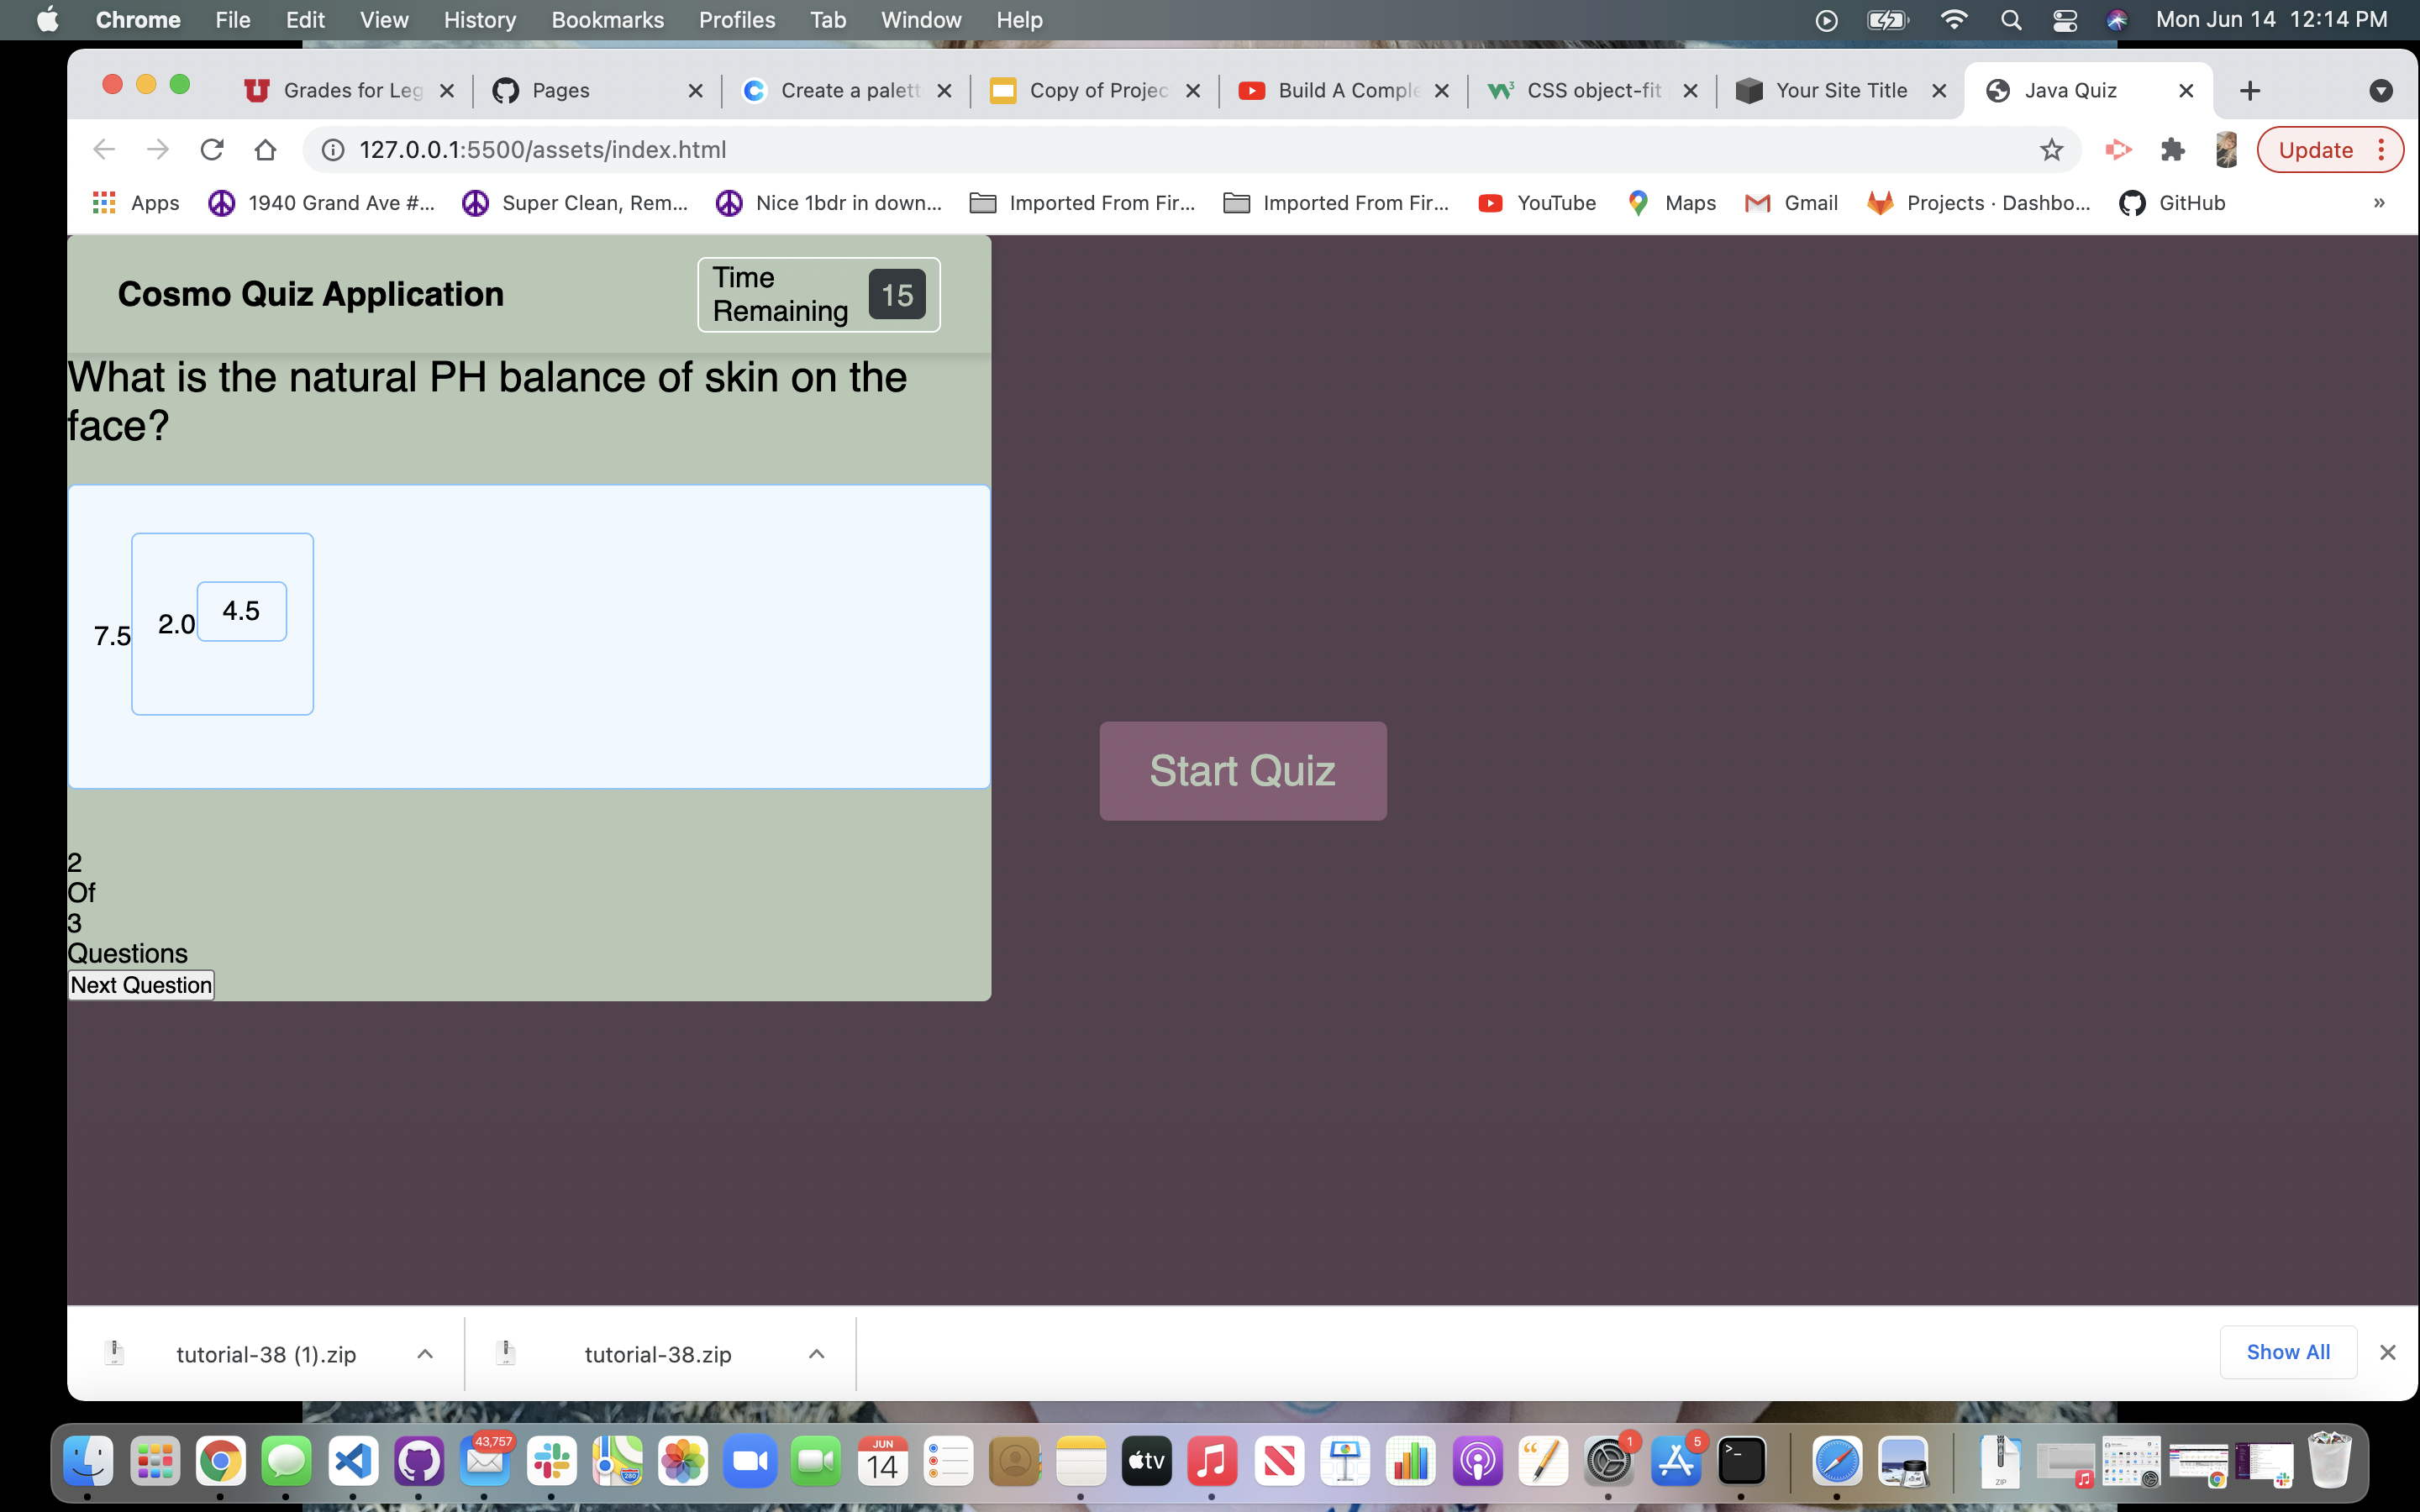 Chrome File Edit View History Bookmarks Profiles Tab Window Help Mon Jun 14 12:14 PM
Grades for Leg Pages Create a palett Copy of Projec Build A Comple CSS object-fit Your Site Title Java Quiz
127.0.0.1:5500/assets/index.html Update
Apps 1940 Grand Ave #... Super Clean, Rem... Nice 1bdr in down... Imported From Fir... Imported From Fir... YouTube Maps Gmail Projects · Dashbo... GitHub »
Cosmo Quiz Application
Time
Remaining
15
What is the natural PH balance of skin on the
face?
7.5
2.0
4.5
Start Quiz
2
Of
3
Questions
Next Question
tutorial-38 (1).zip tutorial-38.zip Show All
43,757
280
JUN
14
tv
1
5
ZIP